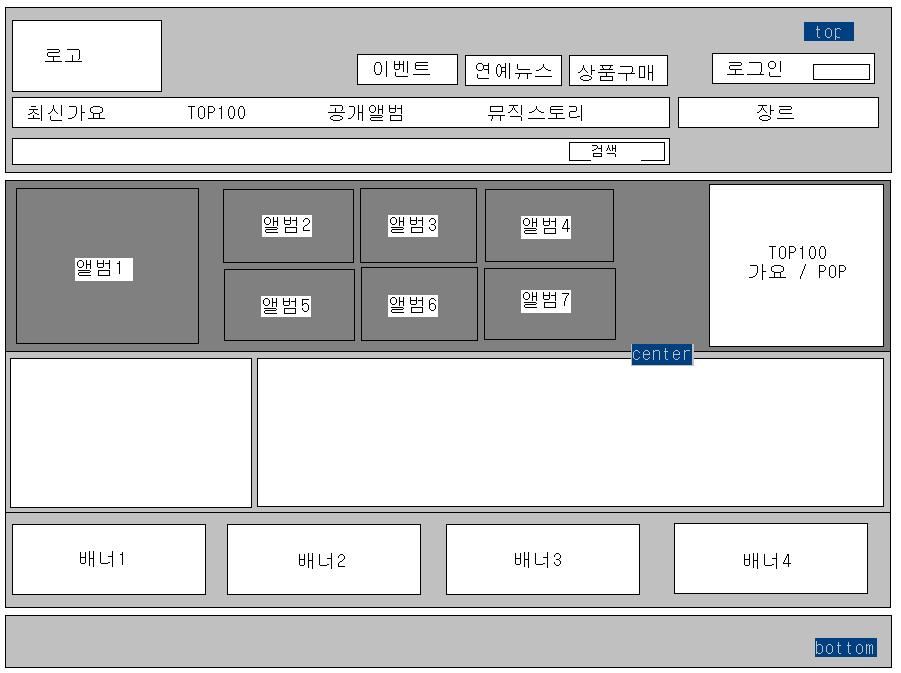 top
로고
이벤트
연예뉴스
상품구매
로그인
최신가요 TOP100 공개앨범 뮤직스토리
장르
검색
앨범1
앨범2
앨범3
앨범4
앨범5
앨범6
앨범7
TOP100
가요 / POP
center
배너1
배너2
배너3
배너4
bottom